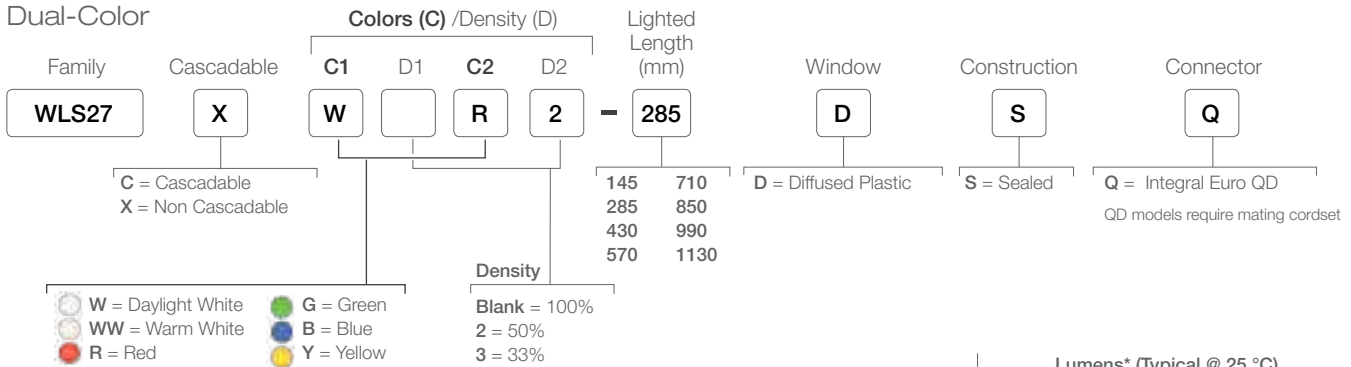 Dual-Color
Colors (C) /Density (D)
Lighted
Length
(mm)
Family Cascadable C1 D1 C2 D2 Window Construction Connector
WLS27 X W R 2 – 285 D S Q
C = Cascadable
X = Non Cascadable
145 710
285 850
430 990
570 1130
D = Diffused Plastic
S = Sealed
Q = Integral Euro QD
QD models require mating cordset
W = Daylight White G = Green
WW = Warm White B = Blue
R = Red Y = Yellow
Density
Blank = 100%
2 = 50%
3 = 33%
Lumens* (Typical @ 25 °C)